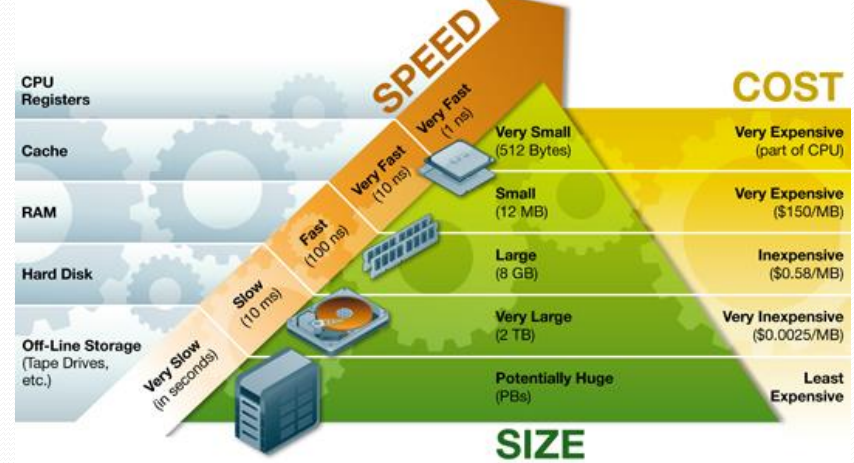 SPEED
COST
SIZE
CPU
Registers
Cache
RAM
Hard Disk
Off-Line Storage
(Tape Drives,
etc.)
Very Fast
(1 ns)
Very Fast
(10 ns)
Fast
(100 ns)
Slow
(10 ms)
Very Slow
(in seconds)
Very Small
(512 Bytes)
Small
(12 MB)
Large
(8 GB)
Very Large
(2 TB)
Potentially Huge
(PBs)
Very Expensive
(part of CPU)
Very Expensive
($150/MB)
Inexpensive
($0.58/MB)
Very Inexpensive
($0.0025/MB)
Least
Expensive